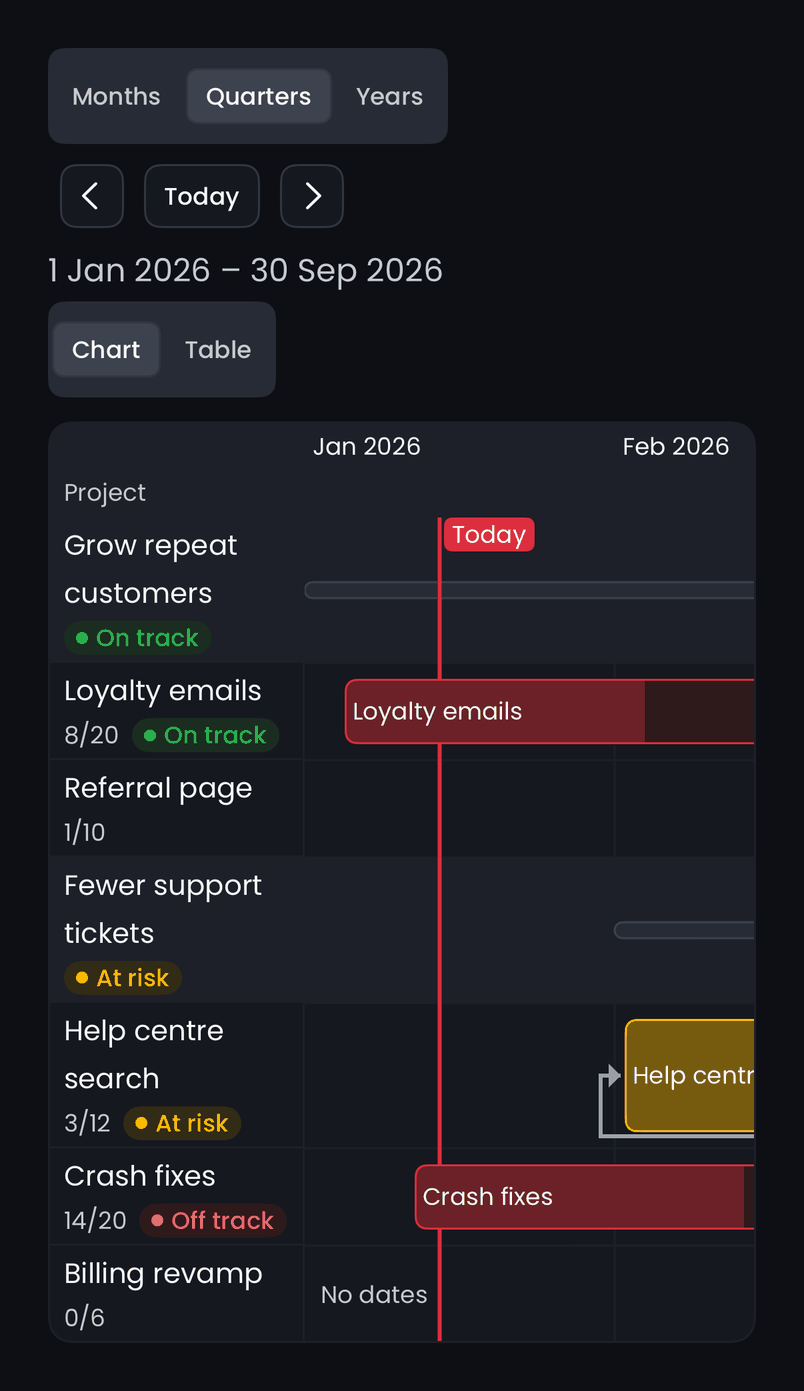 Months Quarters Years
Today
1 Jan 2026 – 30 Sep 2026
Chart Table
Jan 2026 Feb 2026
Project
Today
Grow repeat
customers
On track
Loyalty emails
8/20 On track
Loyalty emails
Referral page
1/10
Fewer support
tickets
At risk
Help centre
search
3/12 At risk
Help centr
Crash fixes
14/20 Off track
Crash fixes
Billing revamp
0/6
No dates